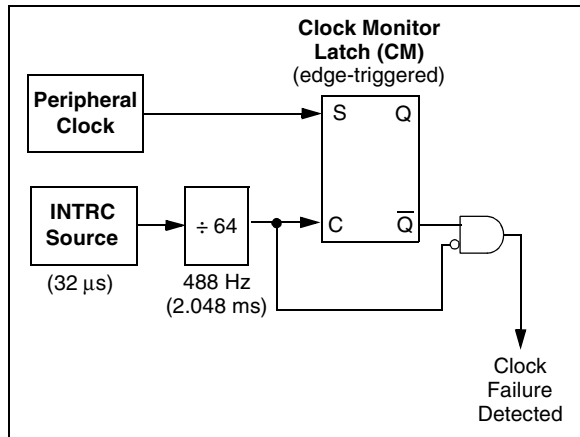 Clock Monitor
Latch (CM)
(edge-triggered)
Peripheral
Clock
S Q
INTRC
Source
÷ 64
C Q̅
(32 μs)
488 Hz
(2.048 ms)
Clock
Failure
Detected